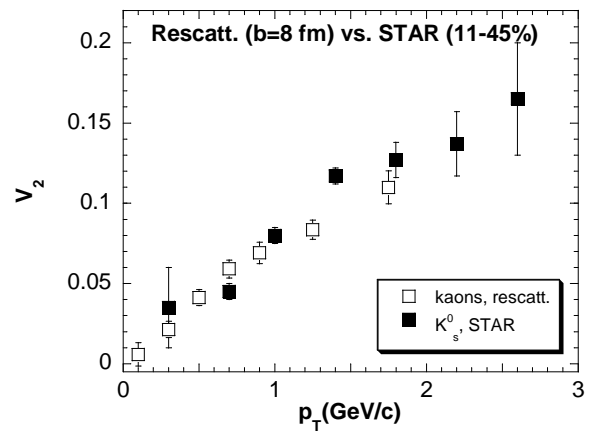 Rescatt. (b=8 fm) vs. STAR (11-45%)
0.2
0.15
0.1
0.05
0
V₂
kaons, rescatt.
K⁰ₛ, STAR
0 1 2 3
p_T(GeV/c)